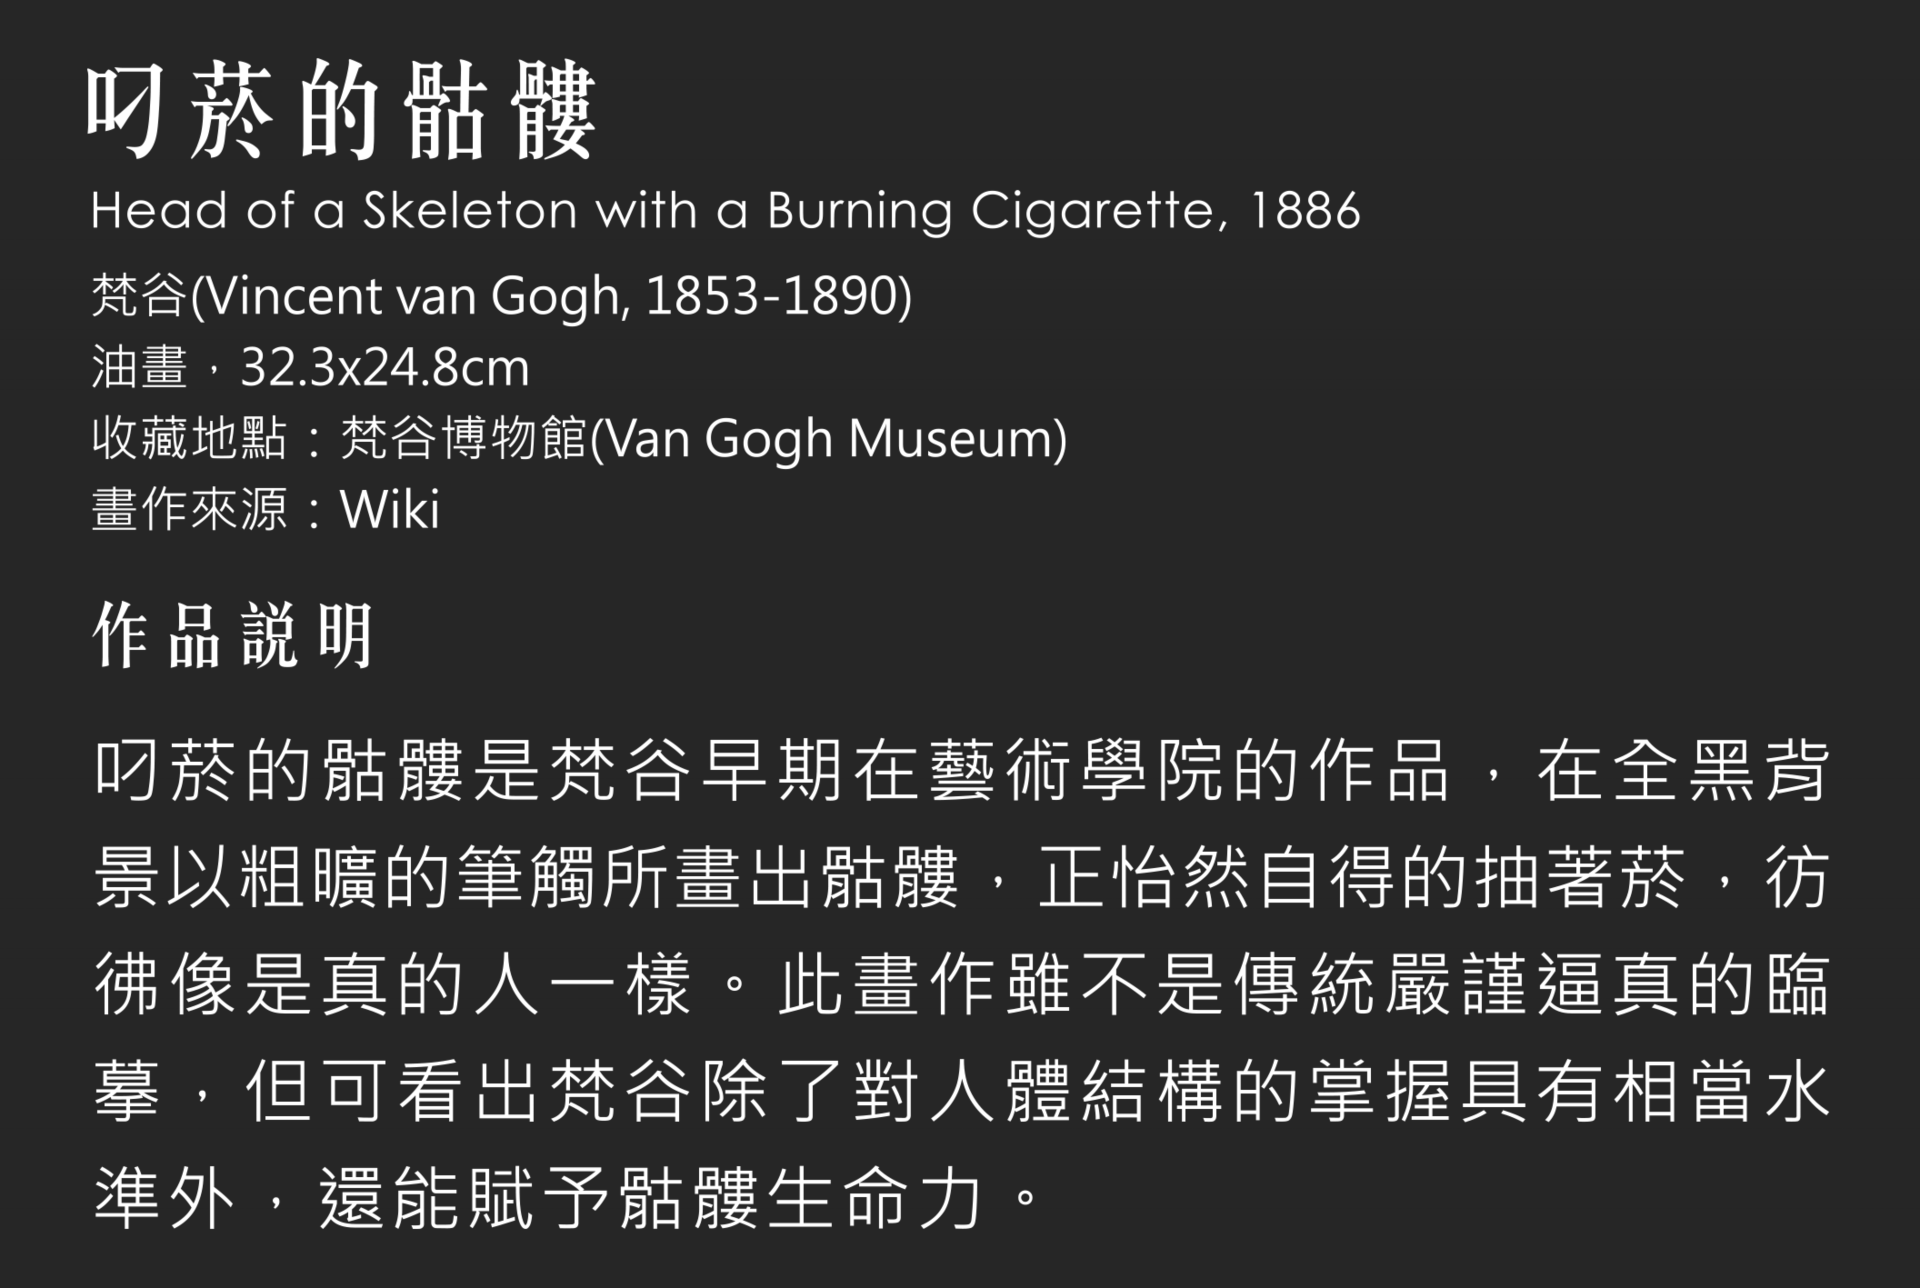 叼菸的骷髏
Head of a Skeleton with a Burning Cigarette, 1886
梵谷(Vincent van Gogh, 1853-1890)
油畫，32.3x24.8cm
收藏地點：梵谷博物館(Van Gogh Museum)
畫作來源：Wiki
作品說明
叼菸的骷髏是梵谷早期在藝術學院的作品，在全黑背
景以粗曠的筆觸所畫出骷髏，正怡然自得的抽著菸，彷
彿像是真的人一樣。此畫作雖不是傳統嚴謹逼真的臨
摹，但可看出梵谷除了對人體結構的掌握具有相當水
準外，還能賦予骷髏生命力。